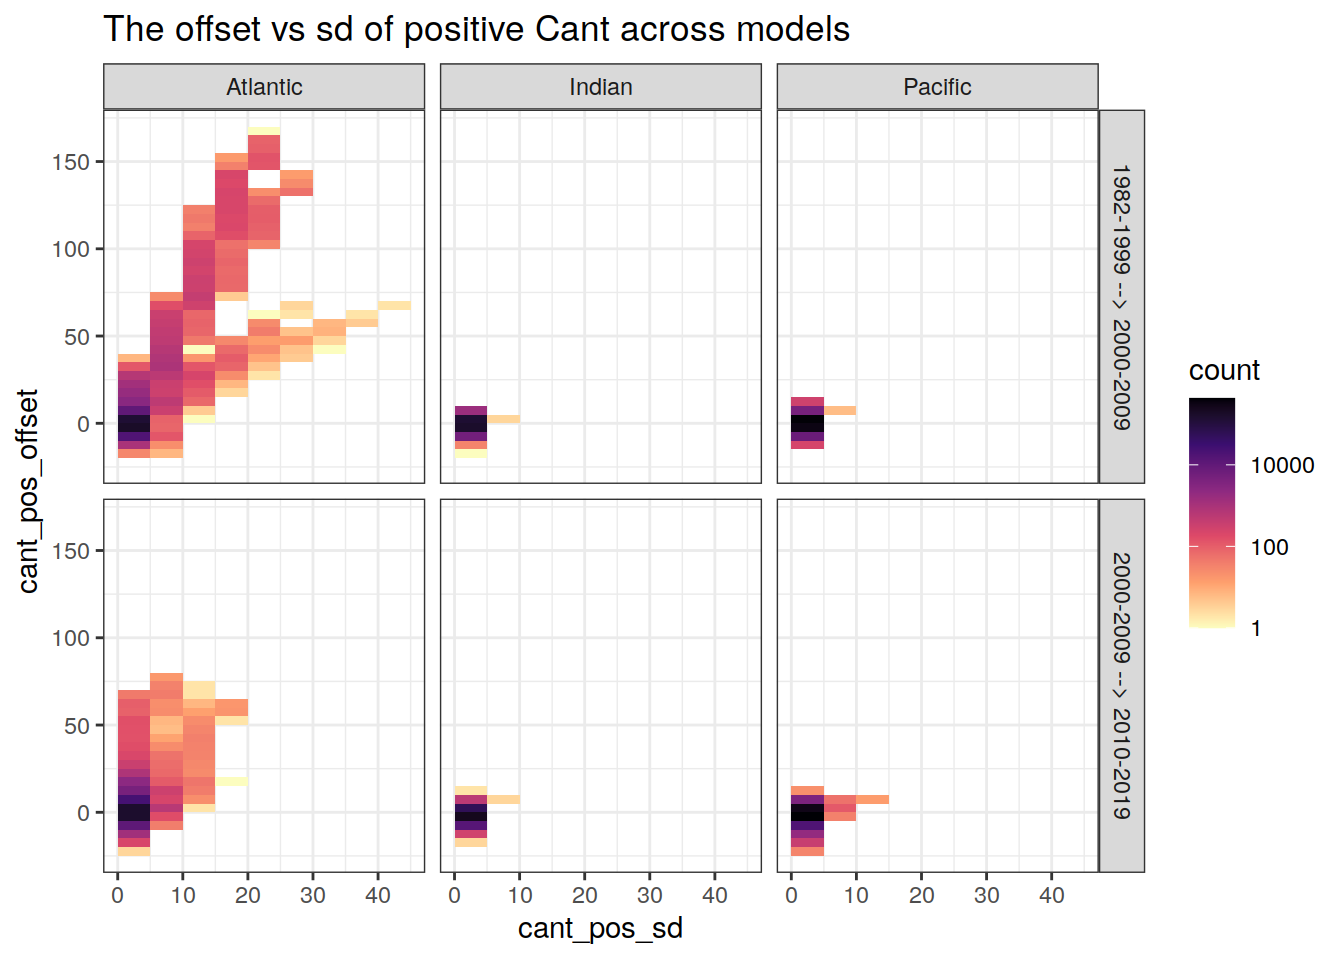 The offset vs sd of positive Cant across models
Atlantic
Indian
Pacific
150
100
50
0
1982-1999 --> 2000-2009
150
100
50
0
2000-2009 --> 2010-2019
0 10 20 30 40
0 10 20 30 40
0 10 20 30 40
cant_pos_sd
cant_pos_offset
count
10000
100
1